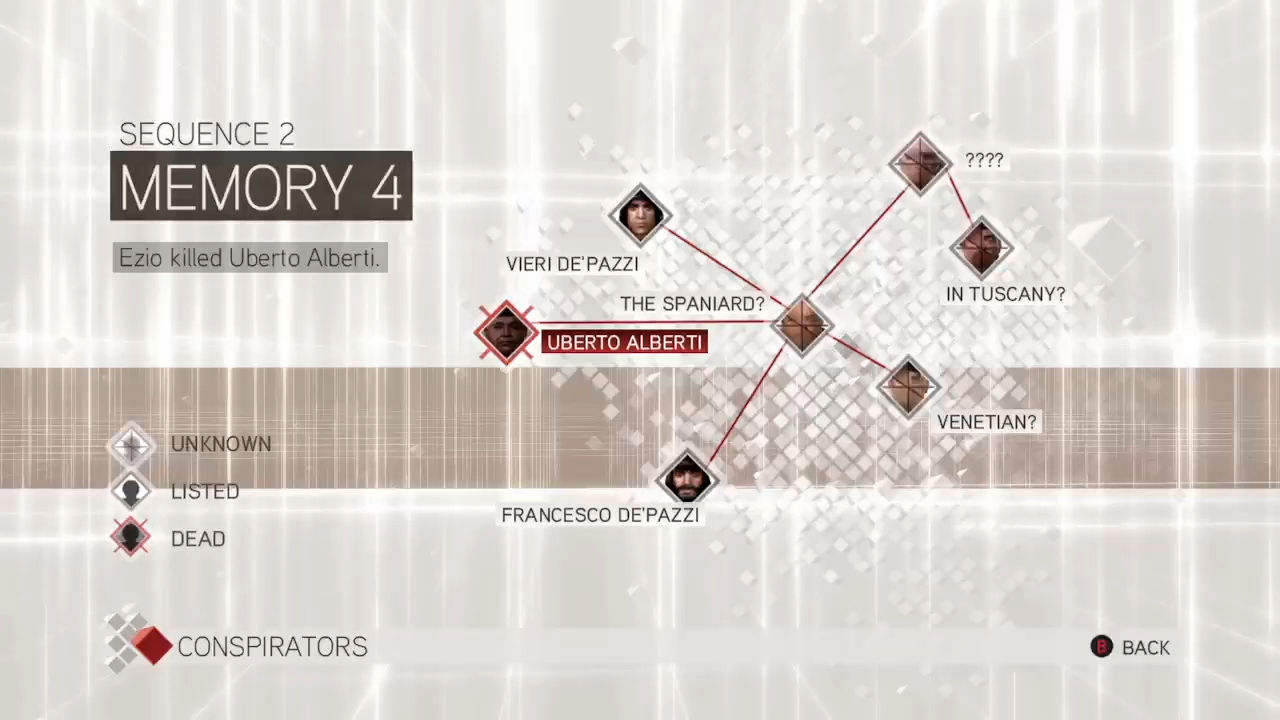 SEQUENCE 2
MEMORY 4
Ezio killed Uberto Alberti.
????
VIERI DE'PAZZI
IN TUSCANY?
THE SPANIARD?
UBERTO ALBERTI
VENETIAN?
FRANCESCO DE'PAZZI
UNKNOWN
LISTED
DEAD
CONSPIRATORS
B BACK